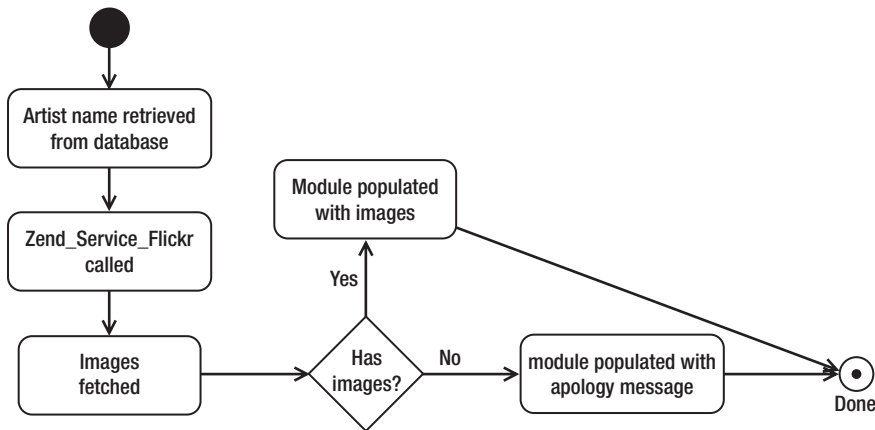 Artist name retrieved
from database
Zend_Service_Flickr
called
Images
fetched
Has
images?
Yes
Module populated
with images
No
module populated with
apology message
Done